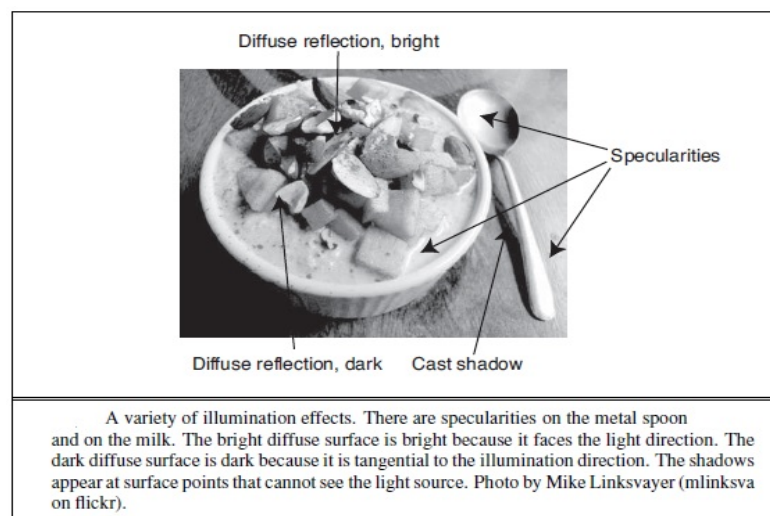 Diffuse reflection, bright
Specularities
Diffuse reflection, dark
Cast shadow
A variety of illumination effects. There are specularities on the metal spoon
and on the milk. The bright diffuse surface is bright because it faces the light direction. The
dark diffuse surface is dark because it is tangential to the illumination direction. The shadows
appear at surface points that cannot see the light source. Photo by Mike Linksvayer (mlinksva
on flickr).